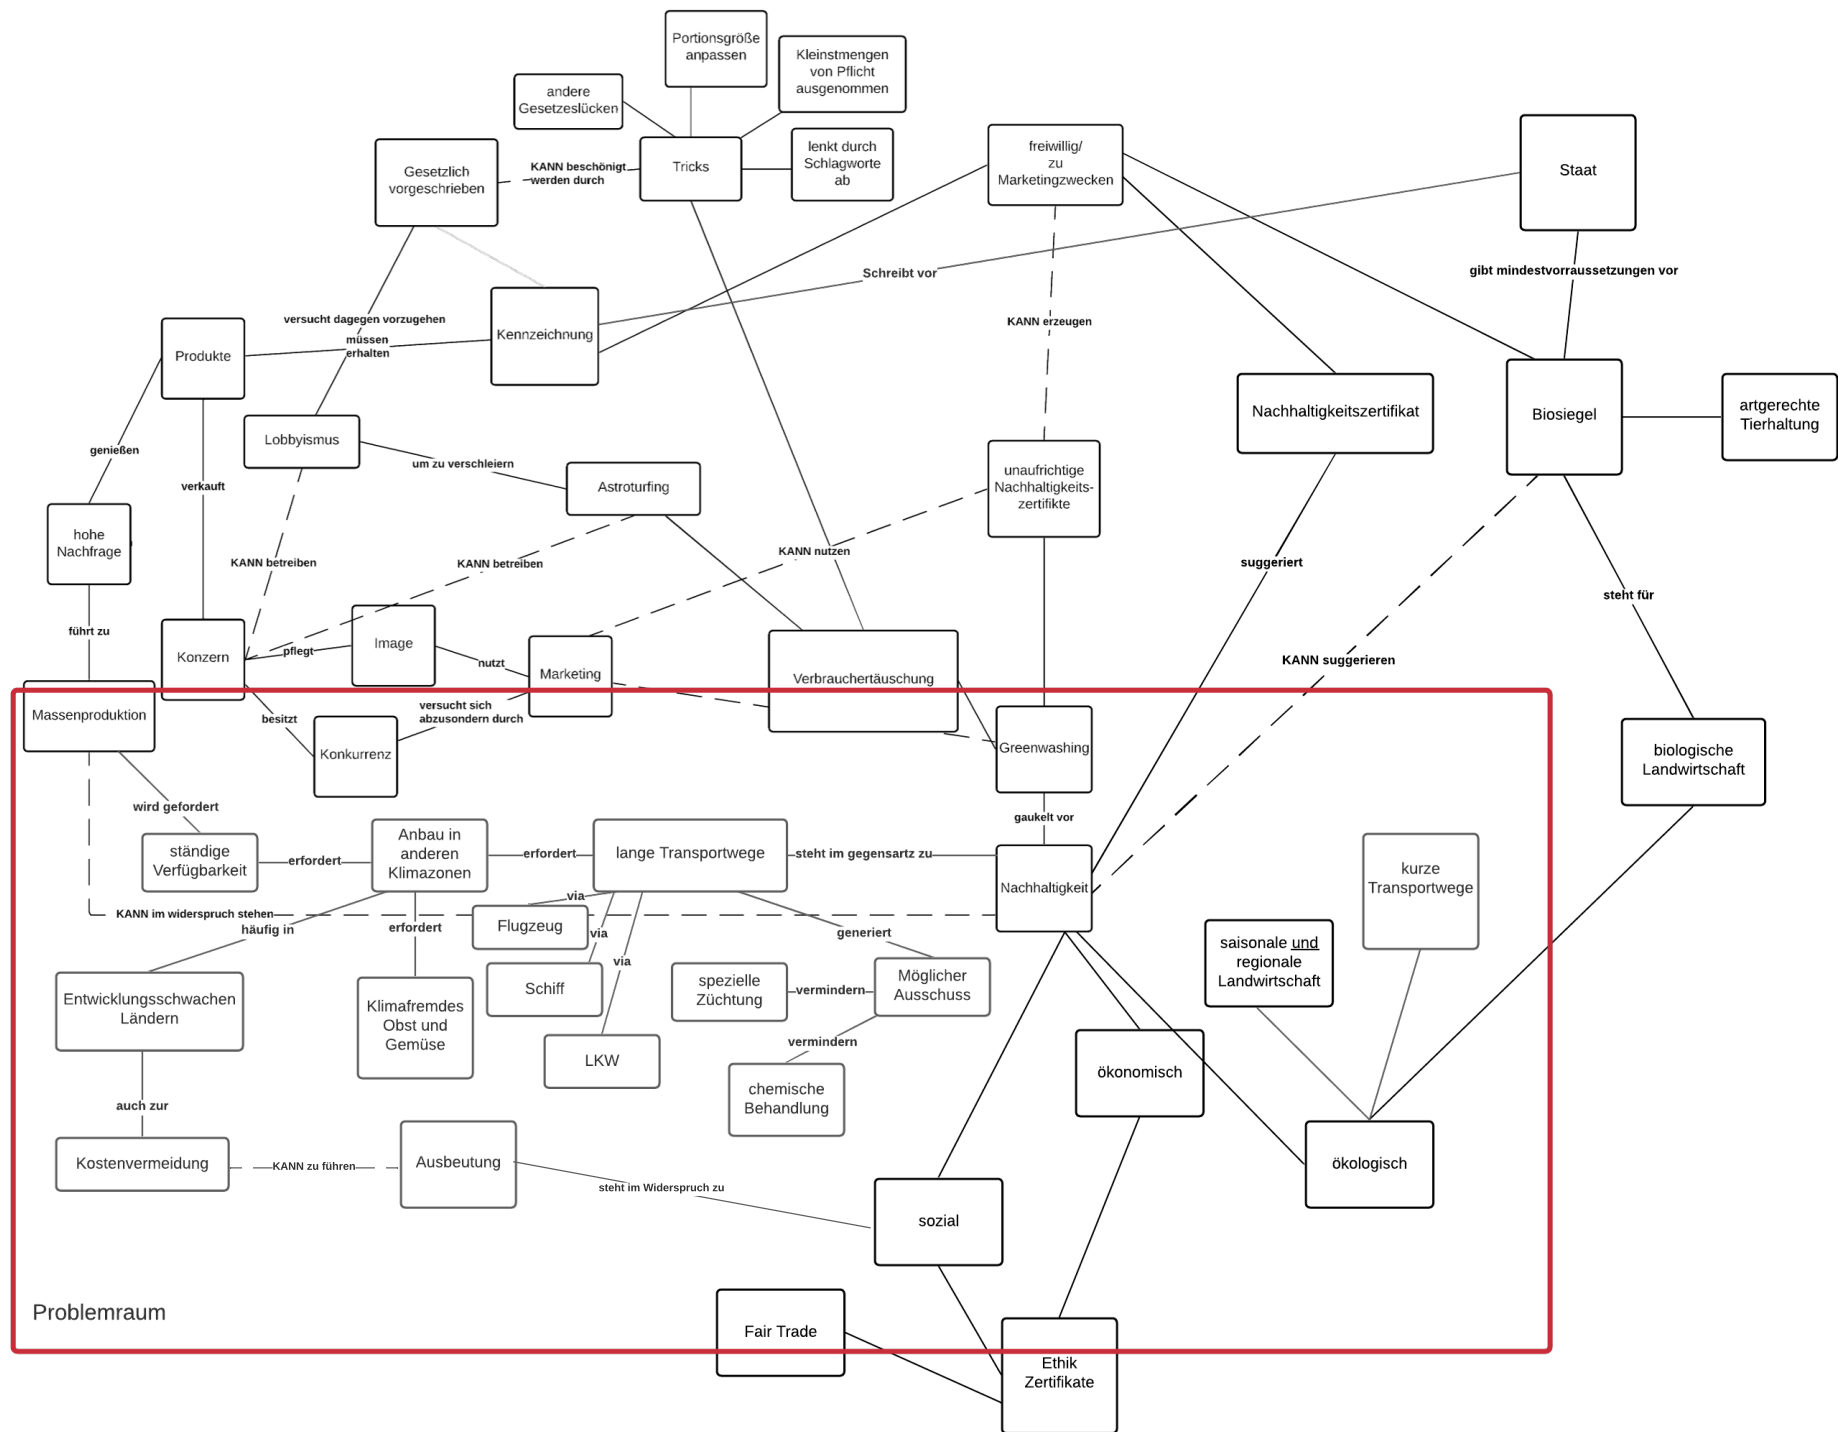 Portionsgröße
anpassen
Kleinstmengen
von Pflicht
ausgenommen
andere
Gesetzeslücken
Gesetzlich
vorgeschrieben
KANN beschönigt
werden durch
Tricks
lenkt durch
Schlagworte
ab
freiwillig/
zu
Marketingzwecken
Staat
Schreibt vor
gibt mindestvorraussetzungen vor
versucht dagegen vorzugehen
müssen
erhalten
Kennzeichnung
KANN erzeugen
Produkte
Nachhaltigkeitszertifikat
Biosiegel
artgerechte
Tierhaltung
genießen
Lobbyismus
um zu verschleiern
verkauft
Astroturfing
unaufrichtige
Nachhaltigkeits-
zertifikte
hohe
Nachfrage
KANN betreiben
KANN betreiben
KANN nutzen
suggeriert
steht für
führt zu
Konzern
pflegt
Image
nutzt
Marketing
Verbrauchertäuschung
KANN suggerieren
Massenproduktion
besitzt
versucht sich
abzusondern durch
Konkurrenz
Greenwashing
biologische
Landwirtschaft
wird gefordert
gaukelt vor
ständige
Verfügbarkeit
erfordert
Anbau in
anderen
Klimazonen
erfordert
lange Transportwege
steht im gegensartz zu
Nachhaltigkeit
kurze
Transportwege
KANN im widerspruch stehen
häufig in
erfordert
via
Flugzeug
via
via
generiert
saisonale und
regionale
Landwirtschaft
Entwicklungsschwachen
Ländern
Klimafremdes
Obst und
Gemüse
Schiff
spezielle
Züchtung
vermindern
Möglicher
Ausschuss
vermindern
LKW
chemische
Behandlung
ökonomisch
auch zur
Kostenvermeidung
KANN zu führen
Ausbeutung
steht im Widerspruch zu
ökologisch
sozial
Problemraum
Fair Trade
Ethik
Zertifikate